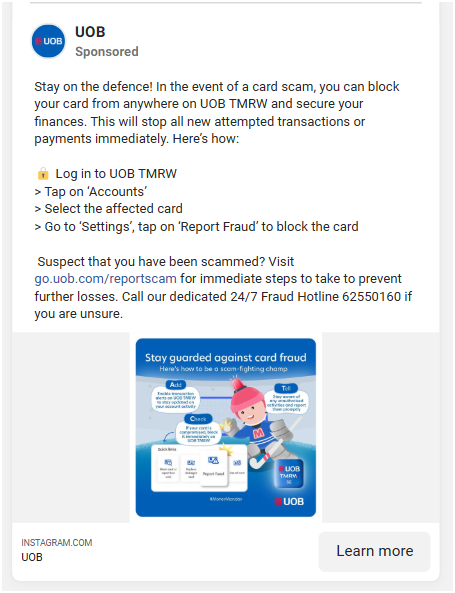 UOB
UOB
Sponsored
Stay on the defence! In the event of a card scam, you can block
your card from anywhere on UOB TMRW and secure your
finances. This will stop all new attempted transactions or
payments immediately. Here’s how:
Log in to UOB TMRW
> Tap on ‘Accounts’
> Select the affected card
> Go to ‘Settings’, tap on ‘Report Fraud’ to block the card
Suspect that you have been scammed? Visit
go.uob.com/reportscam for immediate steps to take to prevent
further losses. Call our dedicated 24/7 Fraud Hotline 62550160 if
you are unsure.
Stay guarded against card fraud
Here's how to be a scam-fighting champ
Add
Enable transaction
alerts on UOB TMRW
to stay updated on
your account activity
Tell
Stay aware of
any unauthorised
activities and report
them promptly
Check
If your card is
compromised, block
it immediately on
UOB TMRW
M
Quick links
Report fraud
UOB
TMRW
UOB
INSTAGRAM.COM
UOB
Learn more